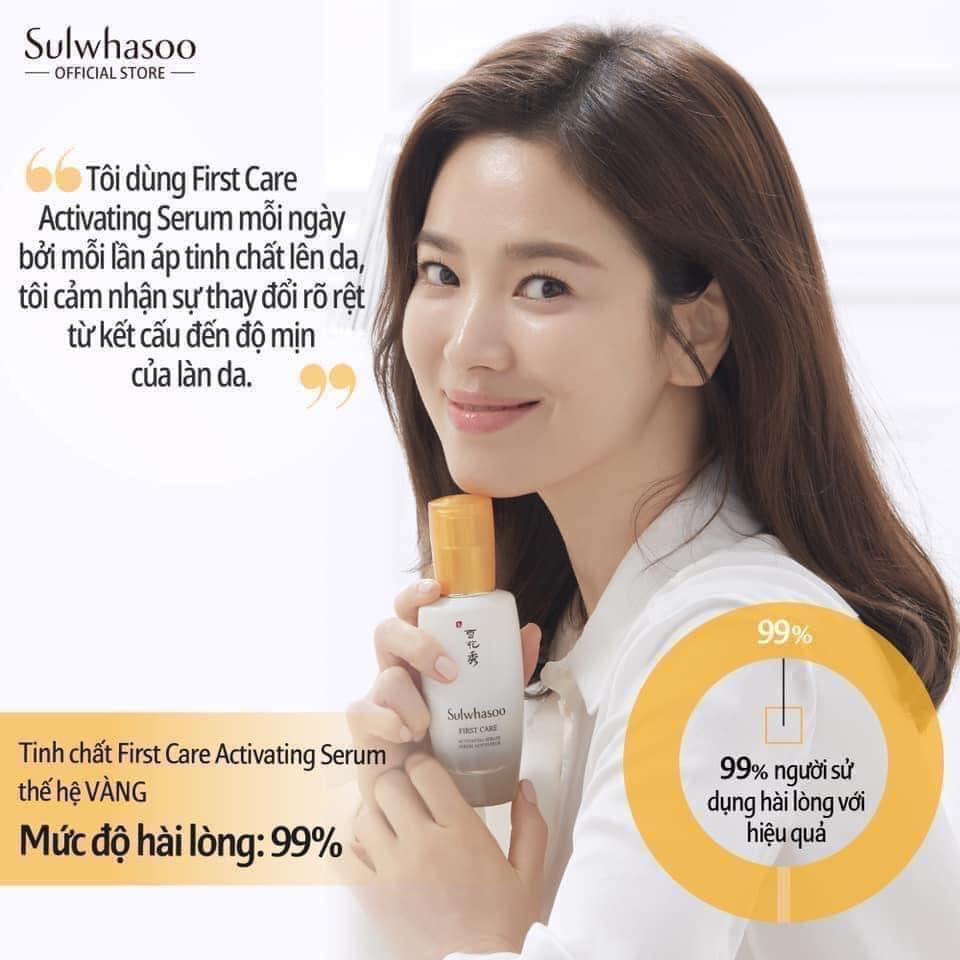 Sulwhasoo
OFFICIAL STORE
“Tôi dùng First Care
Activating Serum mỗi ngày
bởi mỗi lần áp tinh chất lên da,
tôi cảm nhận sự thay đổi rõ rệt
từ kết cấu đến độ mịn
của làn da.”
雪花秀
Sulwhasoo
FIRST CARE
ACTIVATING SERUM
99%
99% người sử
dụng hài lòng với
hiệu quả
Tinh chất First Care Activating Serum
thế hệ VÀNG
Mức độ hài lòng: 99%